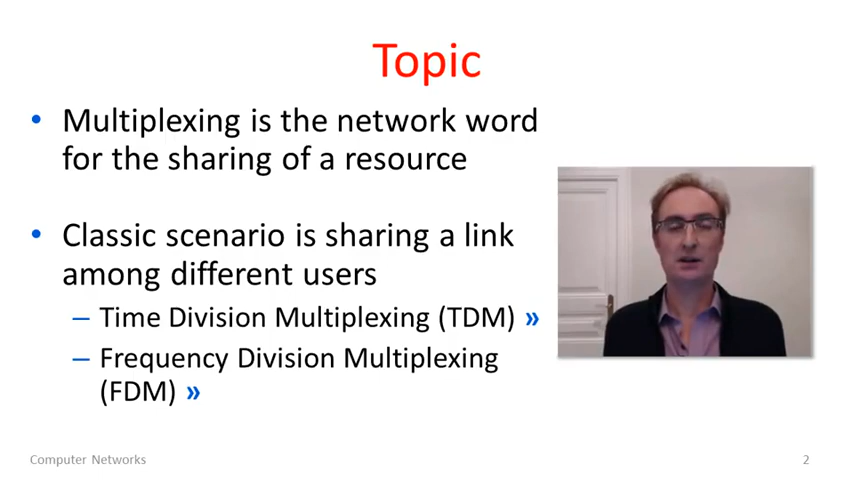 Topic
• Multiplexing is the network word
for the sharing of a resource
• Classic scenario is sharing a link
among different users
– Time Division Multiplexing (TDM) »
– Frequency Division Multiplexing
(FDM) »
Computer Networks
2